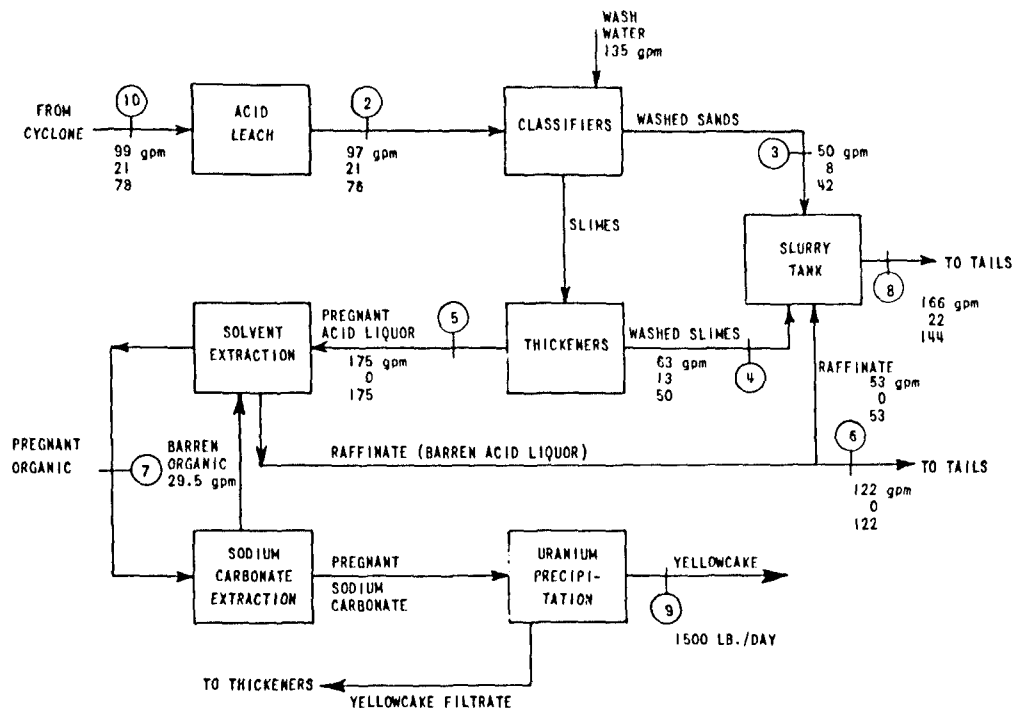 WASH
WATER
135 gpm
FROM
CYCLONE
10
99 gpm
21
78
ACID
LEACH
2
97 gpm
21
76
CLASSIFIERS
WASHED SANDS
3
50 gpm
8
42
SLIMES
SLURRY
TANK
TO TAILS
8
166 gpm
22
144
SOLVENT
EXTRACTION
PREGNANT
ACID LIQUOR
5
175 gpm
0
175
THICKENERS
WASHED SLIMES
63 gpm
13
50
4
RAFFINATE
53 gpm
0
53
PREGNANT
ORGANIC
7
BARREN
ORGANIC
29.5 gpm
RAFFINATE (BARREN ACID LIQUOR)
6
TO TAILS
122 gpm
0
122
SODIUM
CARBONATE
EXTRACTION
PREGNANT
SODIUM
CARBONATE
URANIUM
PRECIPI-
TATION
YELLOWCAKE
9
1500 LB./DAY
TO THICKENERS
YELLOWCAKE FILTRATE